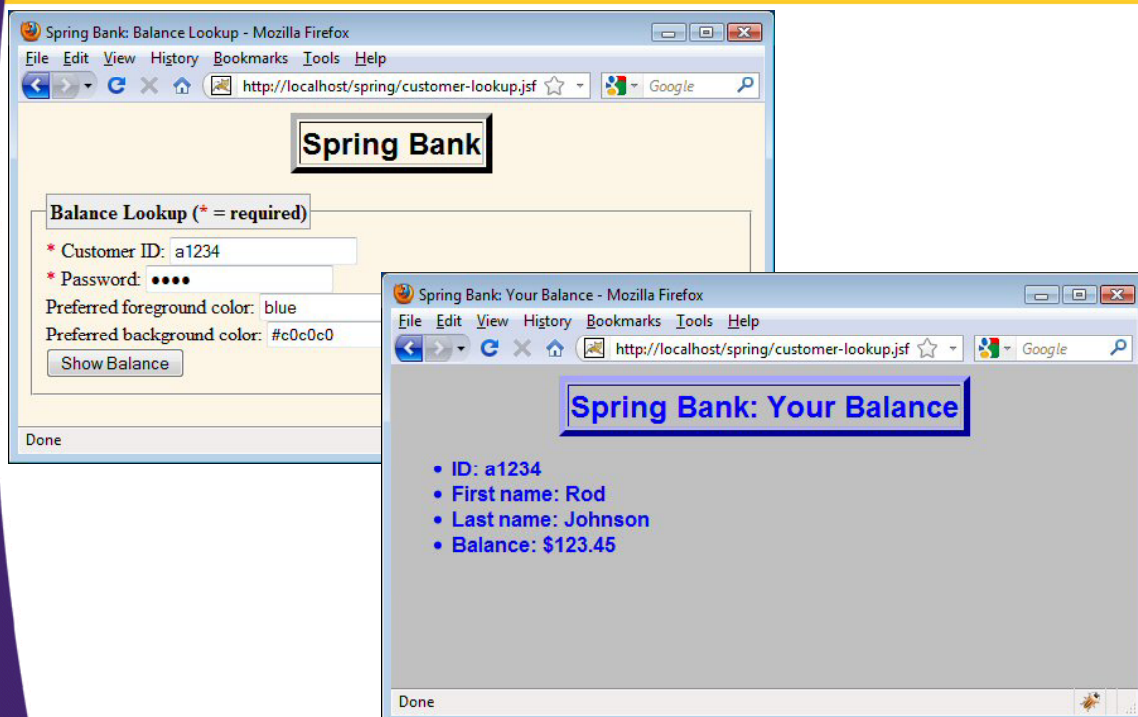 Spring Bank: Balance Lookup - Mozilla Firefox
File Edit View History Bookmarks Tools Help
http://localhost/spring/customer-lookup.jsf Google
Spring Bank
Balance Lookup (* = required)
* Customer ID: a1234
* Password: ••••
Preferred foreground color: blue
Preferred background color: #c0c0c0
Show Balance
Done
Spring Bank: Your Balance - Mozilla Firefox
File Edit View History Bookmarks Tools Help
http://localhost/spring/customer-lookup.jsf Google
Spring Bank: Your Balance
• ID: a1234
• First name: Rod
• Last name: Johnson
• Balance: $123.45
Done